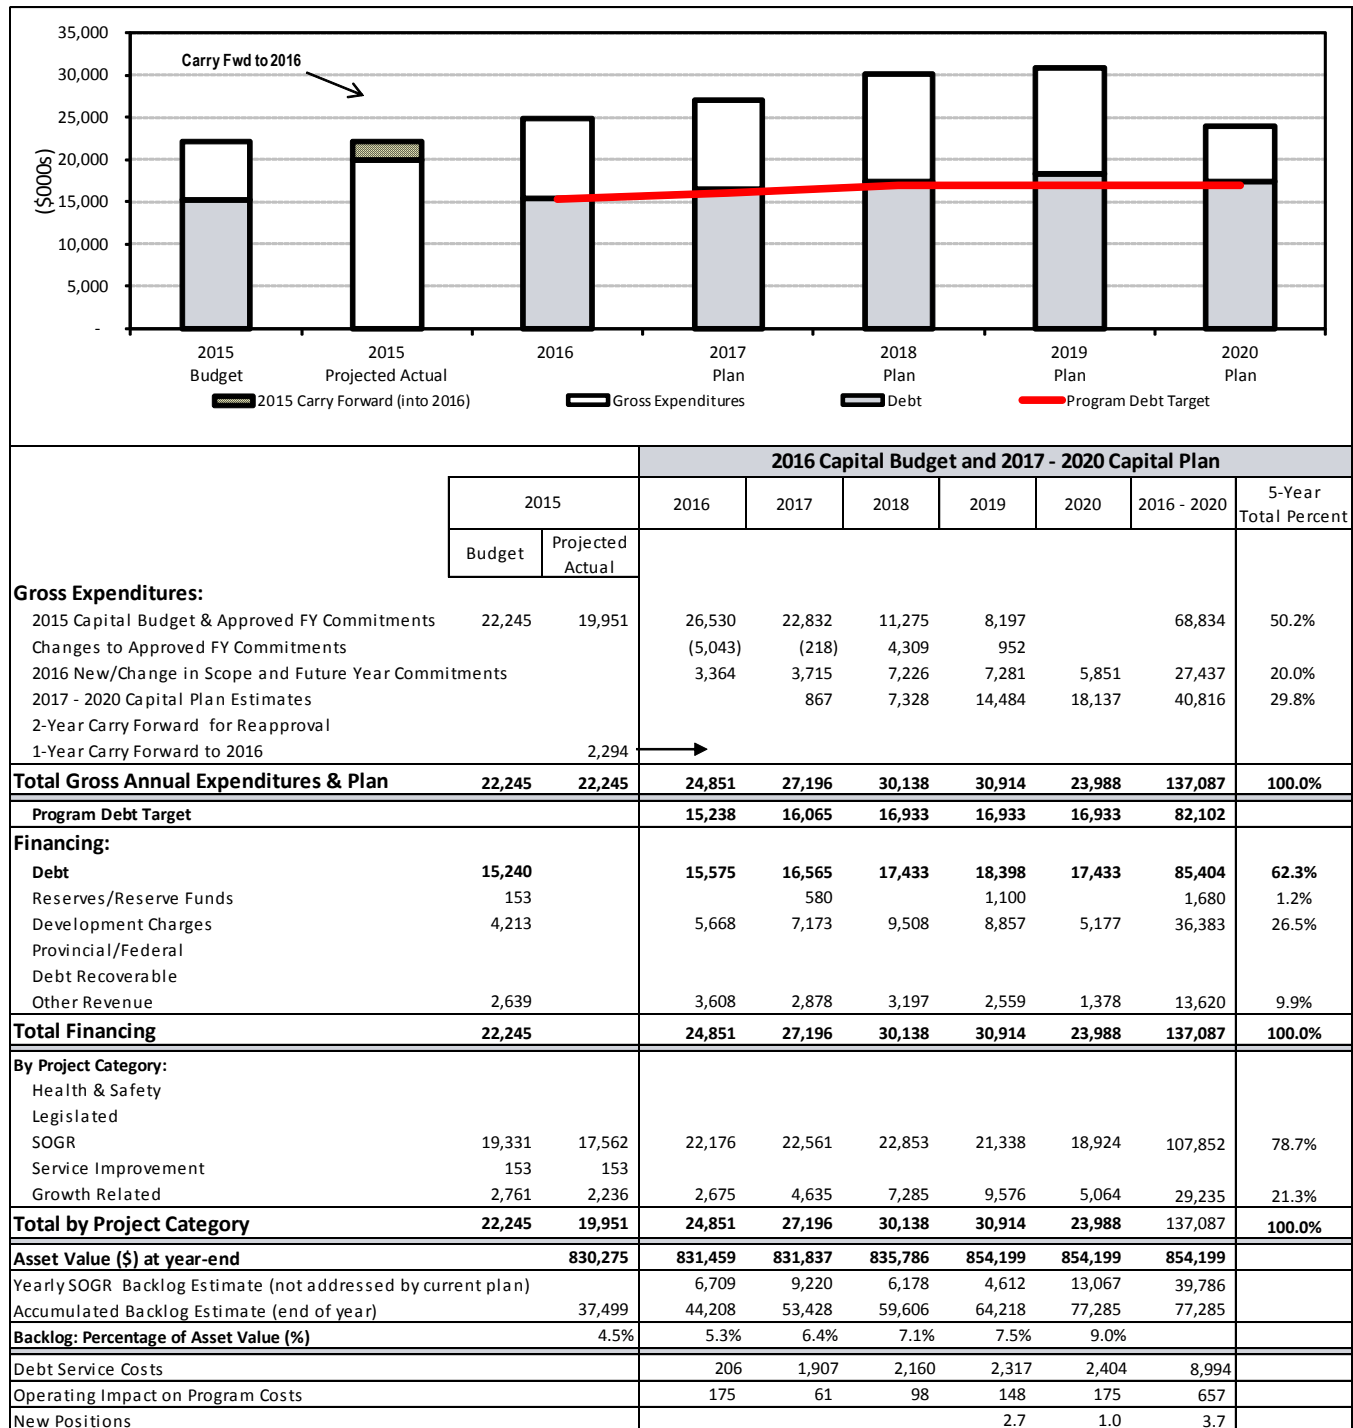 35,000
30,000
25,000
20,000
15,000
10,000
5,000
-
($000s)
Carry Fwd to 2016
2015 Budget
2015 Projected Actual
2016
2017 Plan
2018 Plan
2019 Plan
2020 Plan
2015 Carry Forward (into 2016) Gross Expenditures Debt Program Debt Target
2016 Capital Budget and 2017 - 2020 Capital Plan
2015 2016 2017 2018 2019 2020 2016 - 2020 5-Year Total Percent
Budget Projected Actual
Gross Expenditures:
2015 Capital Budget & Approved FY Commitments 22,245 19,951 26,530 22,832 11,275 8,197 68,834 50.2%
Changes to Approved FY Commitments (5,043) (218) 4,309 952
2016 New/Change in Scope and Future Year Commitments 3,364 3,715 7,226 7,281 5,851 27,437 20.0%
2017 - 2020 Capital Plan Estimates 867 7,328 14,484 18,137 40,816 29.8%
2-Year Carry Forward for Reapproval
1-Year Carry Forward to 2016 2,294
Total Gross Annual Expenditures & Plan 22,245 22,245 24,851 27,196 30,138 30,914 23,988 137,087 100.0%
Program Debt Target 15,238 16,065 16,933 16,933 16,933 82,102
Financing:
Debt 15,240 15,575 16,565 17,433 18,398 17,433 85,404 62.3%
Reserves/Reserve Funds 153 580 1,100 1,680 1.2%
Development Charges 4,213 5,668 7,173 9,508 8,857 5,177 36,383 26.5%
Provincial/Federal
Debt Recoverable
Other Revenue 2,639 3,608 2,878 3,197 2,559 1,378 13,620 9.9%
Total Financing 22,245 24,851 27,196 30,138 30,914 23,988 137,087 100.0%
By Project Category:
Health & Safety
Legislated
SOGR 19,331 17,562 22,176 22,561 22,853 21,338 18,924 107,852 78.7%
Service Improvement 153 153
Growth Related 2,761 2,236 2,675 4,635 7,285 9,576 5,064 29,235 21.3%
Total by Project Category 22,245 19,951 24,851 27,196 30,138 30,914 23,988 137,087 100.0%
Asset Value ($) at year-end 830,275 831,459 831,837 835,786 854,199 854,199 854,199
Yearly SOGR Backlog Estimate (not addressed by current plan) 6,709 9,220 6,178 4,612 13,067 39,786
Accumulated Backlog Estimate (end of year) 37,499 44,208 53,428 59,606 64,218 77,285 77,285
Backlog: Percentage of Asset Value (%) 4.5% 5.3% 6.4% 7.1% 7.5% 9.0%
Debt Service Costs 206 1,907 2,160 2,317 2,404 8,994
Operating Impact on Program Costs 175 61 98 148 175 657
New Positions 2.7 1.0 3.7